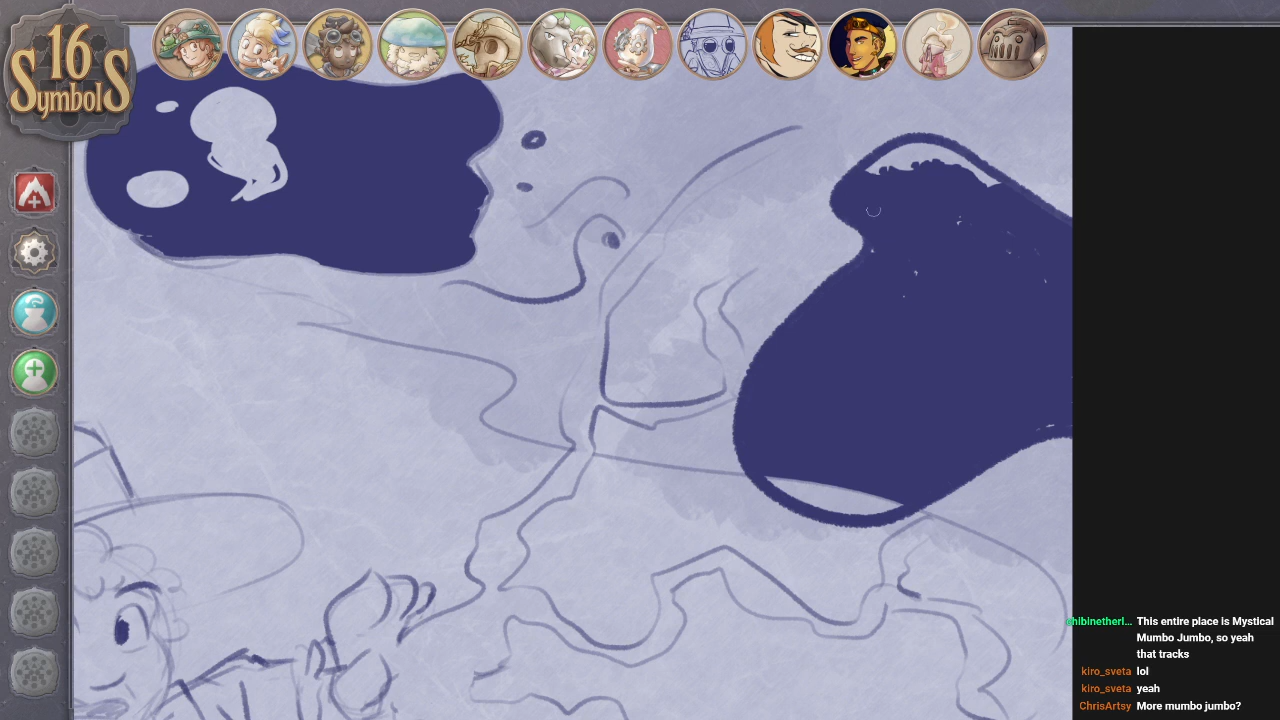 16
Symbols
hibinetherl... This entire place is Mystical
Mumbo Jumbo, so yeah
that tracks
kiro_sveta lol
kiro_sveta yeah
ChrisArtsy More mumbo jumbo?